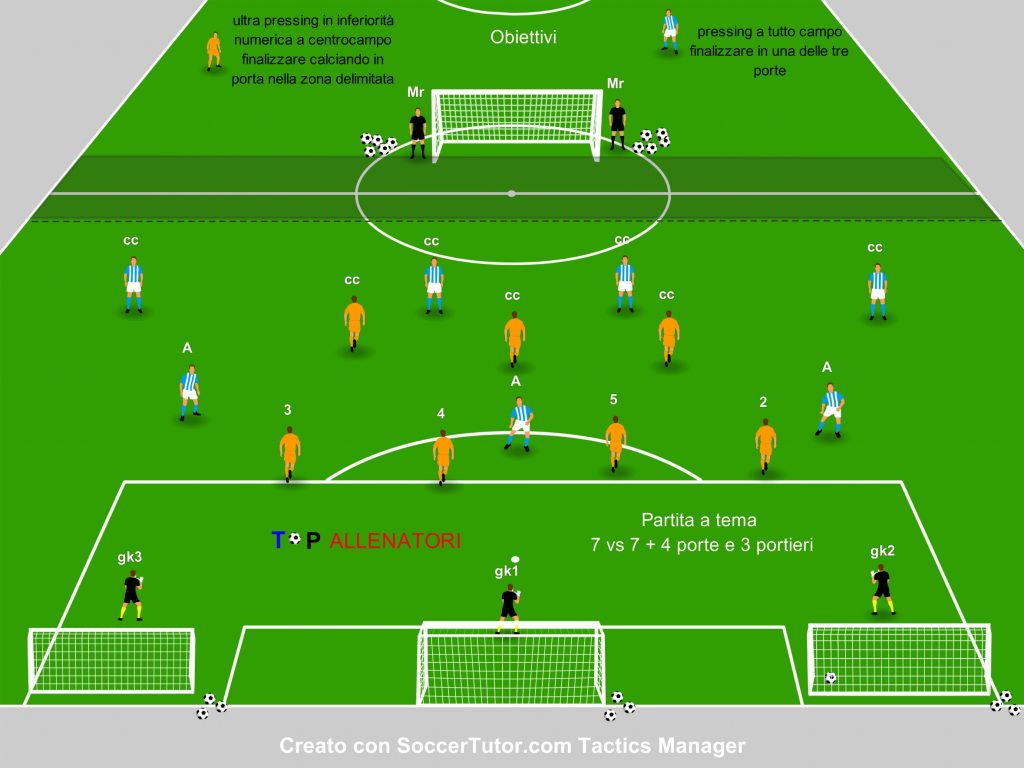 ultra pressing in inferiorità
numerica a centrocampo
finalizzare calciando in
porta nella zona delimitata
Obiettivi
pressing a tutto campo
finalizzare in una delle tre
porte
Mr
Mr
cc
cc
cc
cc
cc
cc
cc
A
A
A
3
4
5
2
Partita a tema
7 vs 7 + 4 porte e 3 portieri
TOP ALLENATORI
gk3
gk1
gk2
Creato con SoccerTutor.com Tactics Manager